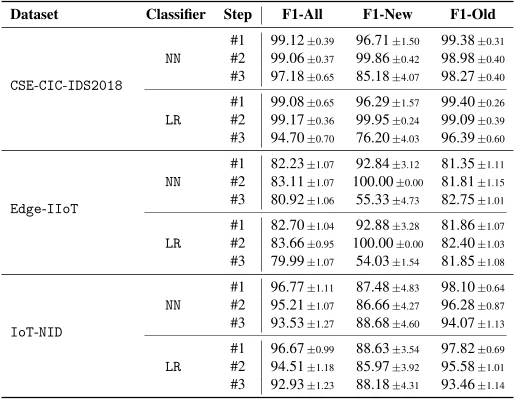 Dataset Classifier Step F1-All F1-New F1-Old
CSE-CIC-IDS2018 NN #1 99.12 ±0.39 96.71 ±1.50 99.38 ±0.31
#2 99.06 ±0.37 99.86 ±0.42 98.98 ±0.40
#3 97.18 ±0.65 85.18 ±4.07 98.27 ±0.40
LR #1 99.08 ±0.65 96.29 ±1.57 99.40 ±0.26
#2 99.17 ±0.36 99.95 ±0.24 99.09 ±0.39
#3 94.70 ±0.70 76.20 ±4.03 96.39 ±0.60
Edge-IIoT NN #1 82.23 ±1.07 92.84 ±3.12 81.35 ±1.11
#2 83.11 ±1.07 100.00 ±0.00 81.81 ±1.15
#3 80.92 ±1.06 55.33 ±4.73 82.75 ±1.01
LR #1 82.70 ±1.04 92.88 ±3.28 81.86 ±1.07
#2 83.66 ±0.95 100.00 ±0.00 82.40 ±1.03
#3 79.99 ±1.07 54.03 ±1.54 81.85 ±1.08
IoT-NID NN #1 96.77 ±1.11 87.48 ±4.83 98.10 ±0.64
#2 95.21 ±1.07 86.66 ±4.27 96.28 ±0.87
#3 93.53 ±1.27 88.68 ±4.60 94.07 ±1.13
LR #1 96.67 ±0.99 88.63 ±3.54 97.82 ±0.69
#2 94.51 ±1.18 85.97 ±3.92 95.58 ±1.01
#3 92.93 ±1.23 88.18 ±4.31 93.46 ±1.14